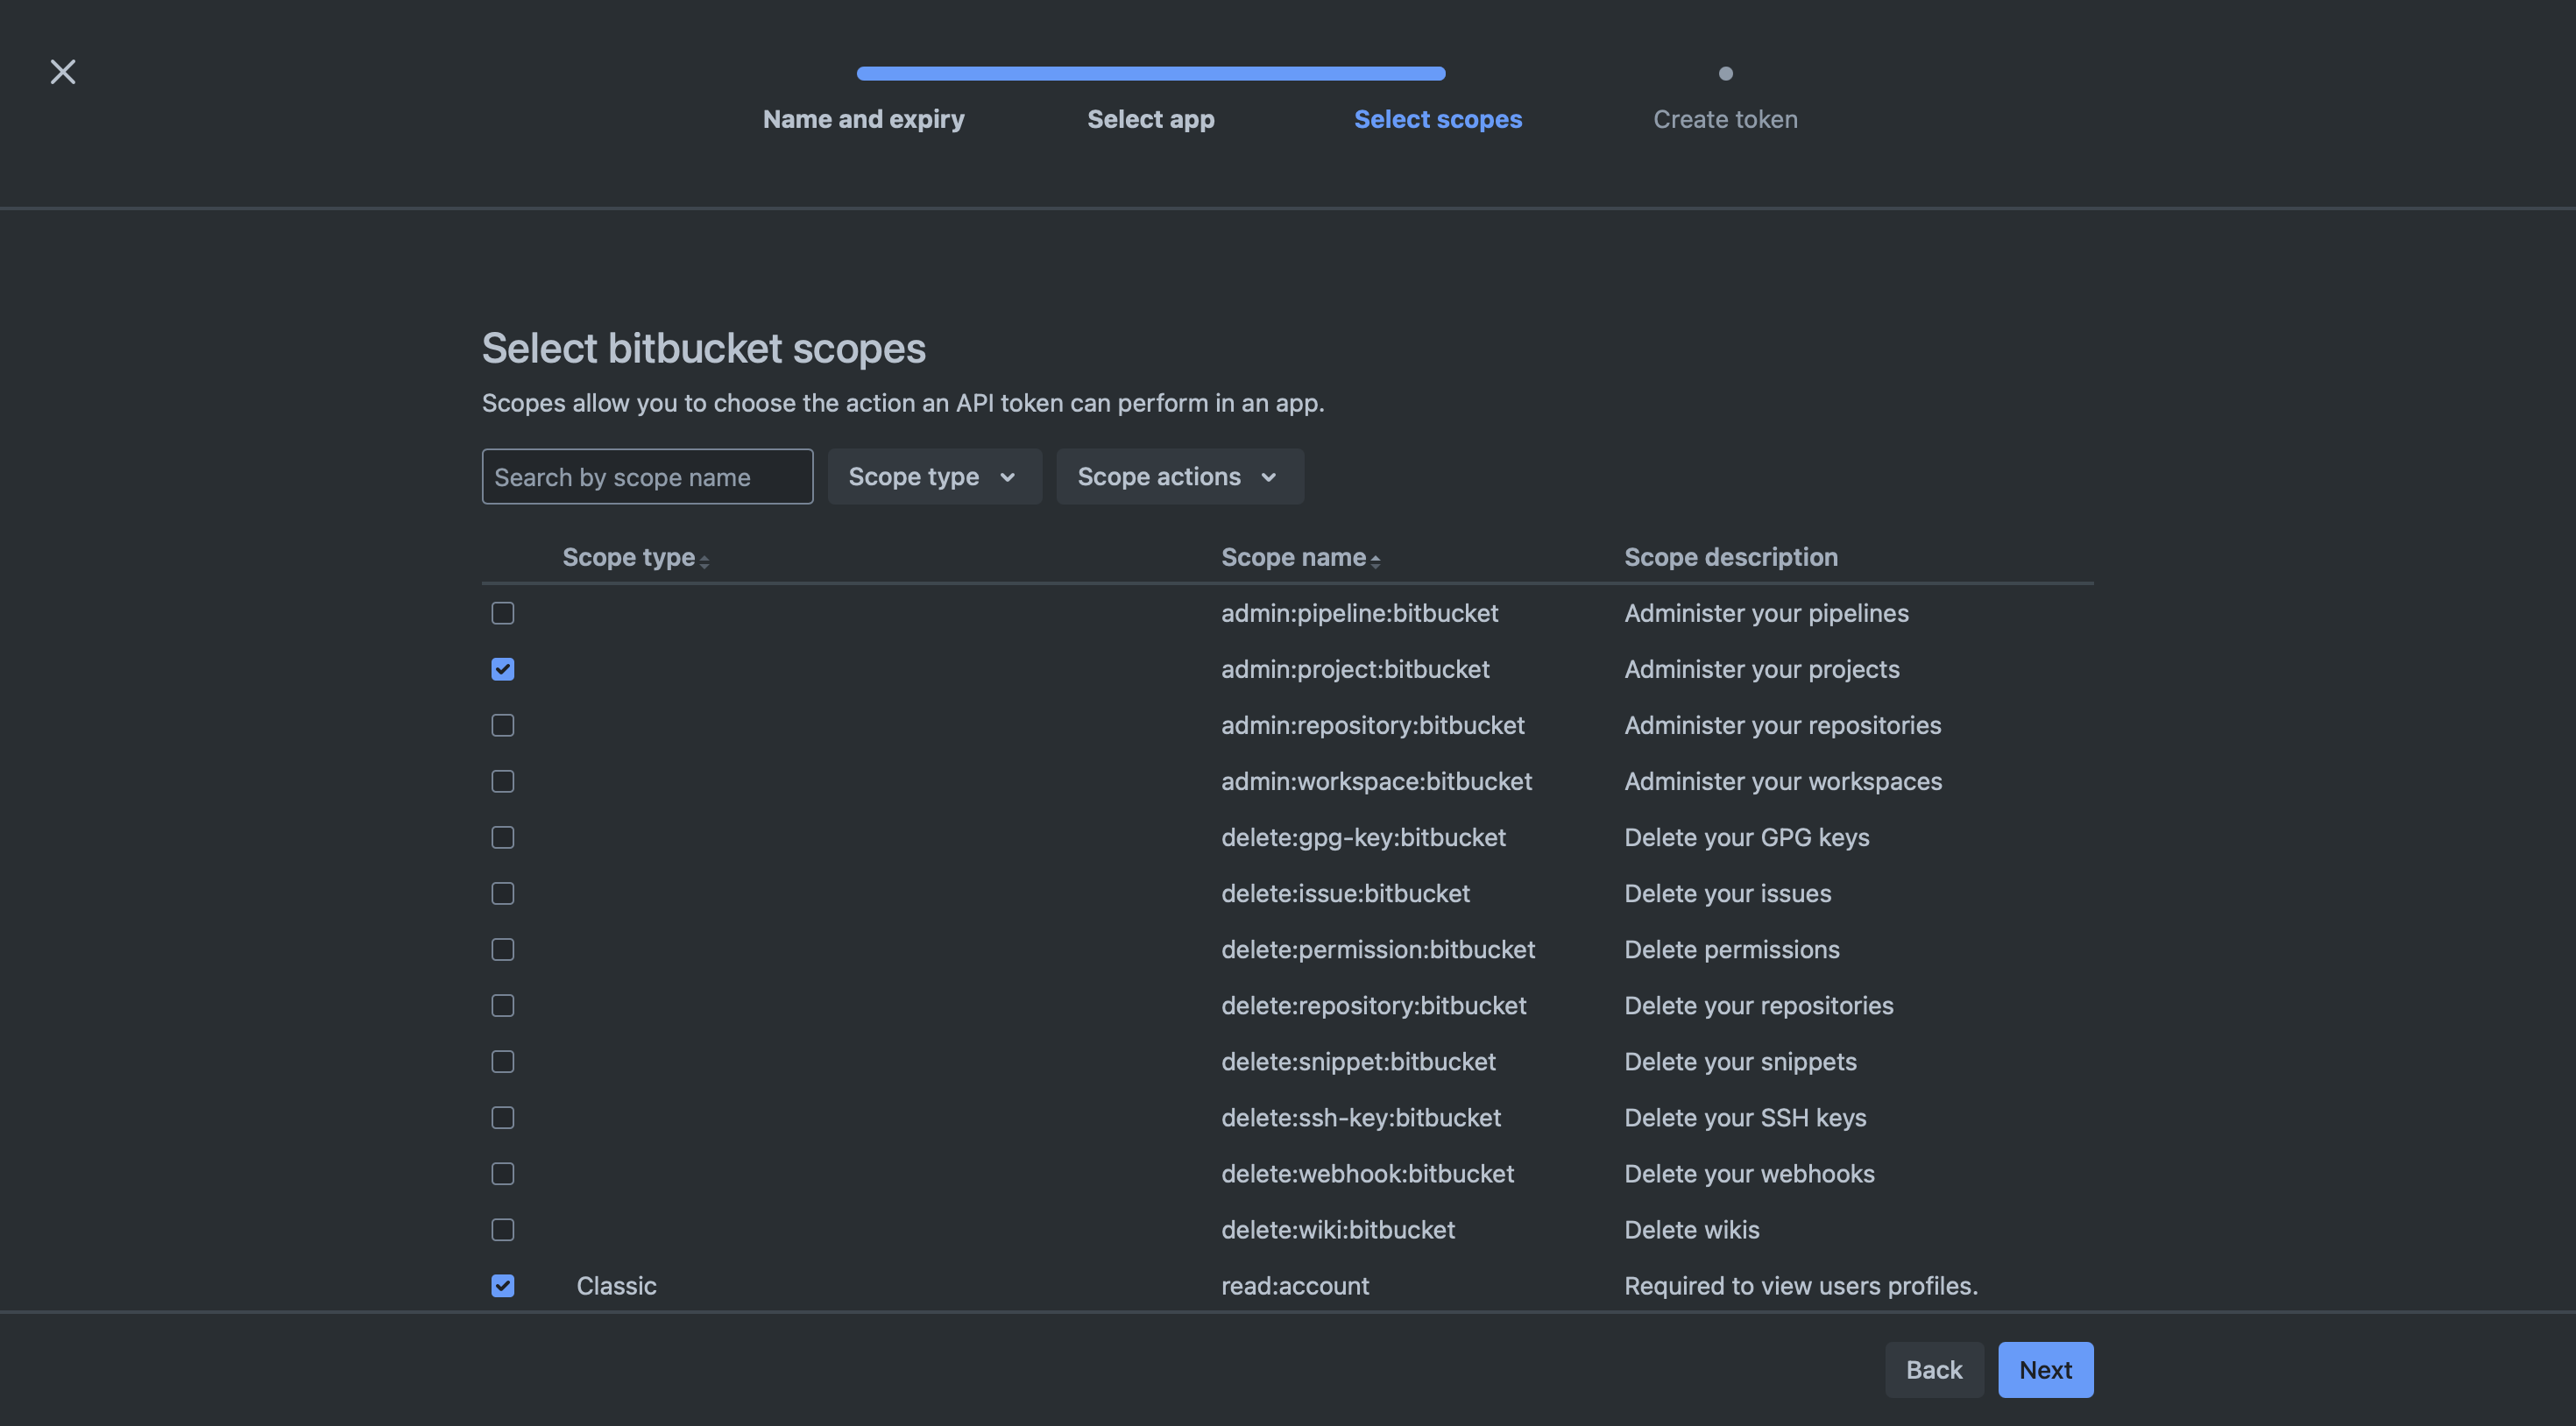 Name and expiry Select app Select scopes Create token
Select bitbucket scopes
Scopes allow you to choose the action an API token can perform in an app.
Search by scope name Scope type Scope actions
Scope type Scope name Scope description
admin:pipeline:bitbucket Administer your pipelines
admin:project:bitbucket Administer your projects
admin:repository:bitbucket Administer your repositories
admin:workspace:bitbucket Administer your workspaces
delete:gpg-key:bitbucket Delete your GPG keys
delete:issue:bitbucket Delete your issues
delete:permission:bitbucket Delete permissions
delete:repository:bitbucket Delete your repositories
delete:snippet:bitbucket Delete your snippets
delete:ssh-key:bitbucket Delete your SSH keys
delete:webhook:bitbucket Delete your webhooks
delete:wiki:bitbucket Delete wikis
Classic read:account Required to view users profiles.
Back Next